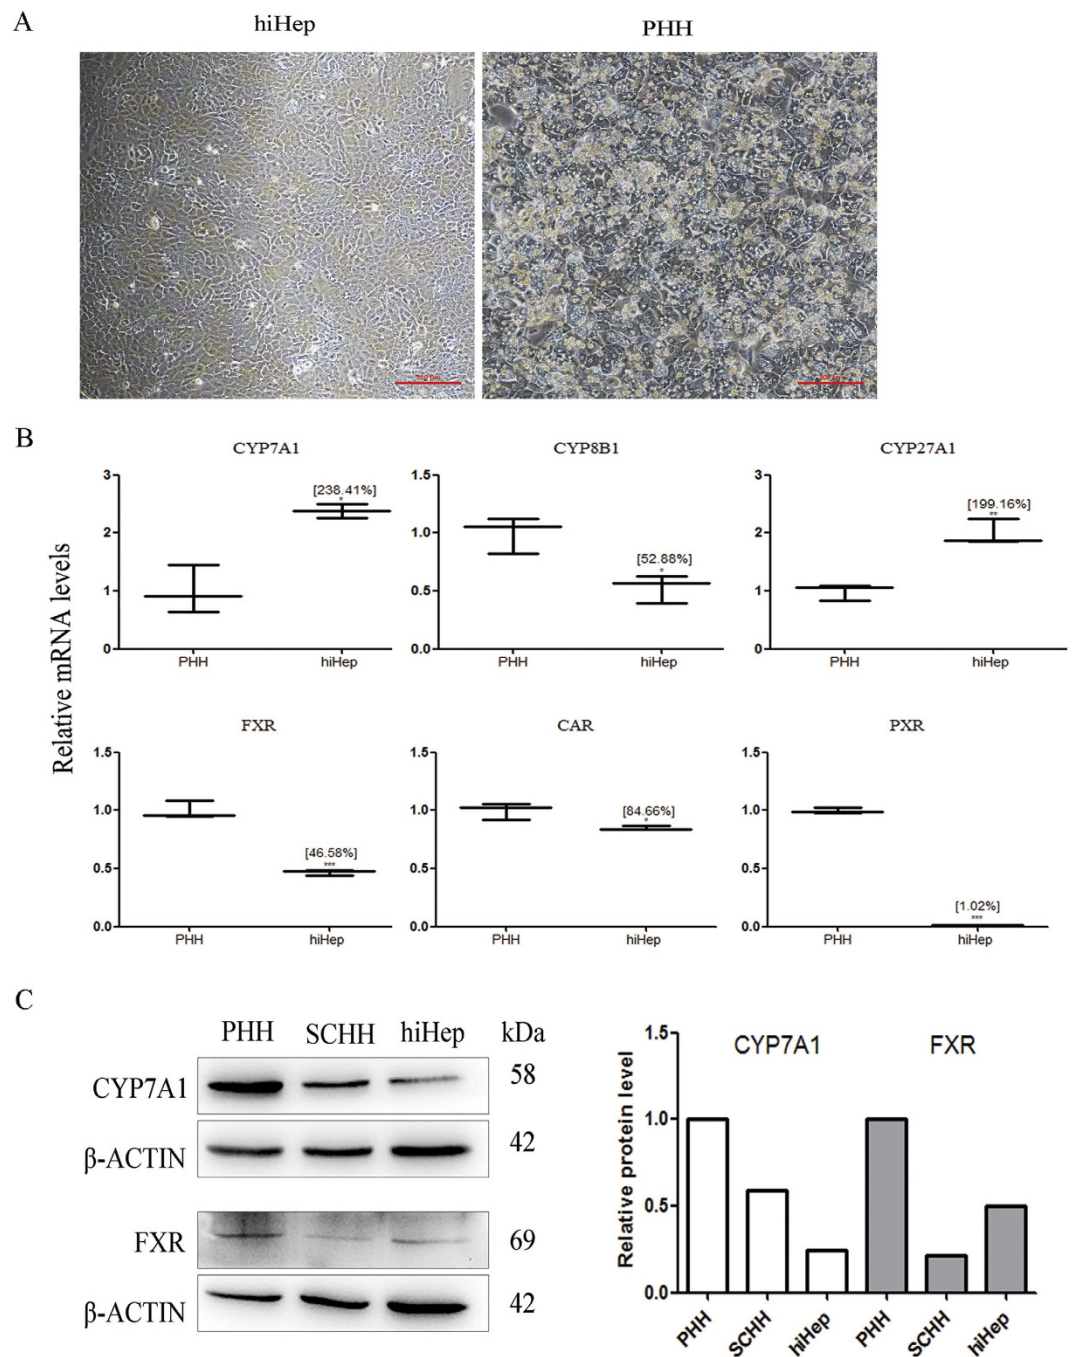 A
hiHep
PHH
B
Relative mRNA levels
CYP7A1
3
2
1
0
[238.41%]
*
PHH
hiHep
CYP8B1
1.5
1.0
0.5
0.0
[52.88%]
*
PHH
hiHep
CYP27A1
3
2
1
0
[199.16%]
**
PHH
hiHep
FXR
1.5
1.0
0.5
0.0
[46.58%]
***
PHH
hiHep
CAR
1.5
1.0
0.5
0.0
[84.66%]
*
PHH
hiHep
PXR
1.5
1.0
0.5
0.0
[1.02%]
***
PHH
hiHep
C
PHH SCHH hiHep kDa
CYP7A1 58
β-ACTIN 42
FXR 69
β-ACTIN 42
Relative protein level
1.5
1.0
0.5
0.0
CYP7A1 FXR
PHH SCHH hiHep PHH SCHH hiHep